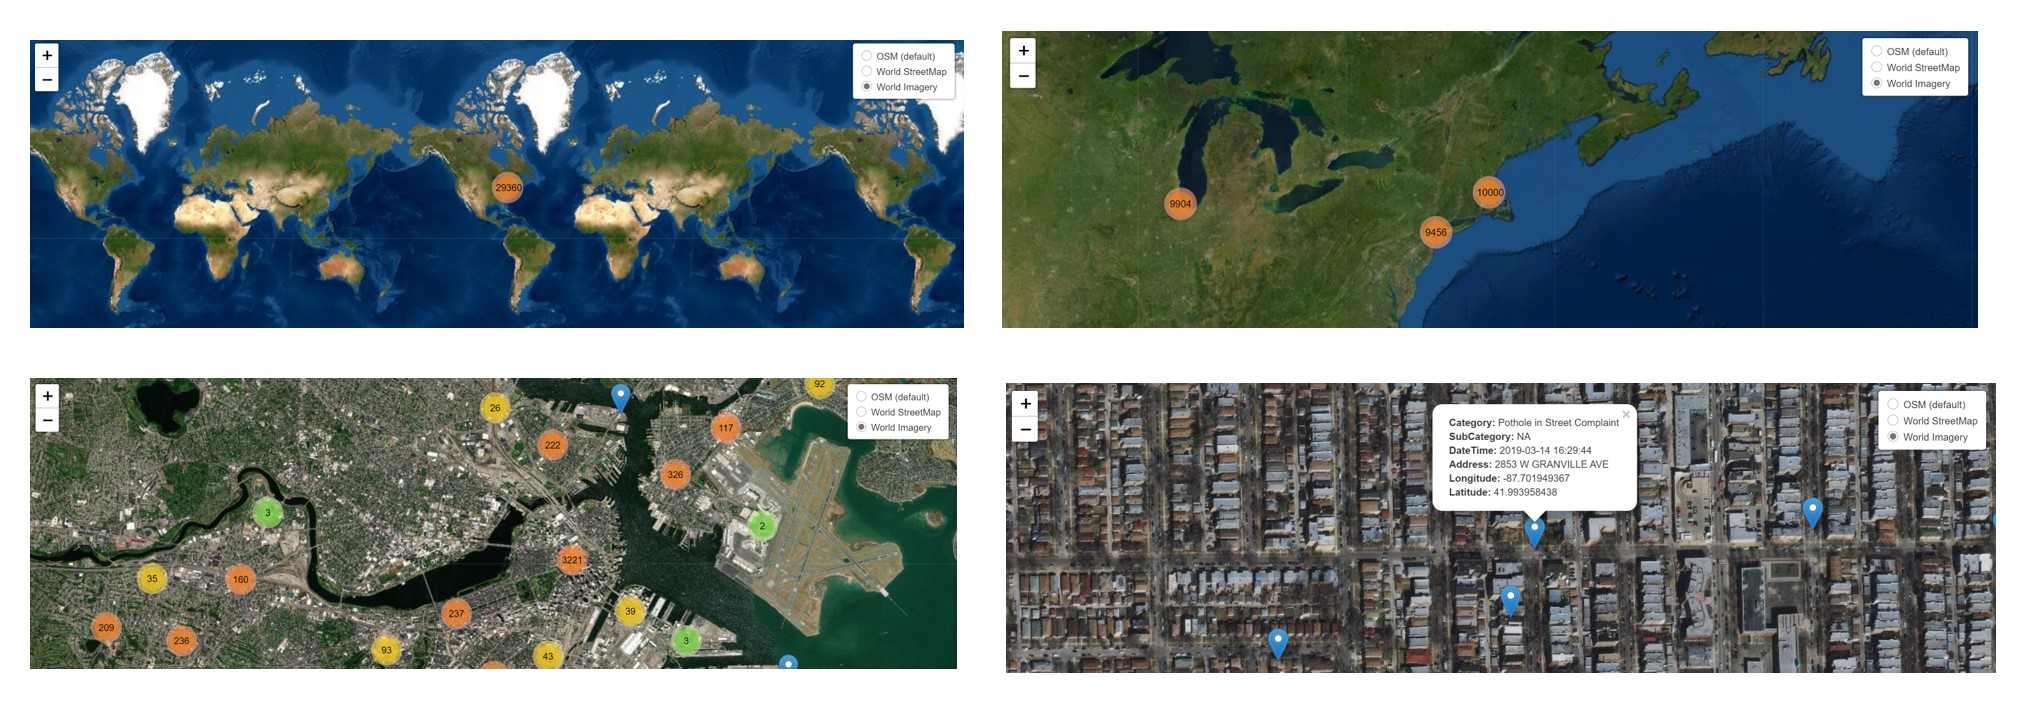 +
−
OSM (default)
World StreetMap
World Imagery
29360
+
−
OSM (default)
World StreetMap
World Imagery
9904
10000
9456
+
−
OSM (default)
World StreetMap
World Imagery
92
26
117
222
326
3
2
3221
35
160
39
237
209
236
3
93
43
+
−
OSM (default)
World StreetMap
World Imagery
×
Category: Pothole in Street Complaint
SubCategory: NA
DateTime: 2019-03-14 16:29:44
Address: 2853 W GRANVILLE AVE
Longitude: -87.701949367
Latitude: 41.993958438